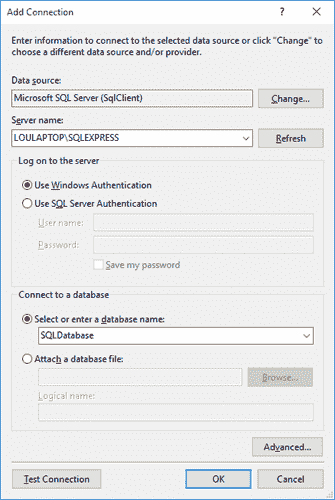 Add Connection
Enter information to connect to the selected data source or click "Change" to
choose a different data source and/or provider.
Data source:
Microsoft SQL Server (SqlClient)
Change...
Server name:
LOULAPTOP\SQLEXPRESS
Refresh
Log on to the server
Use Windows Authentication
Use SQL Server Authentication
User name:
Password:
Save my password
Connect to a database
Select or enter a database name:
SQLDatabase
Attach a database file:
Browse...
Logical name:
Advanced...
Test Connection
OK
Cancel